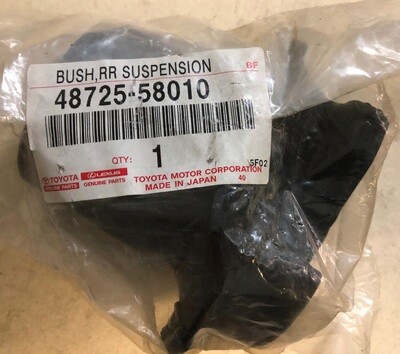 BUSH,RR SUSPENSION BF
48725-58010
QTY: 1 SF02
TOYOTA LEXUS TOYOTA MOTOR CORPORATION
GENUINE PARTS GENUINE PARTS MADE IN JAPAN 40